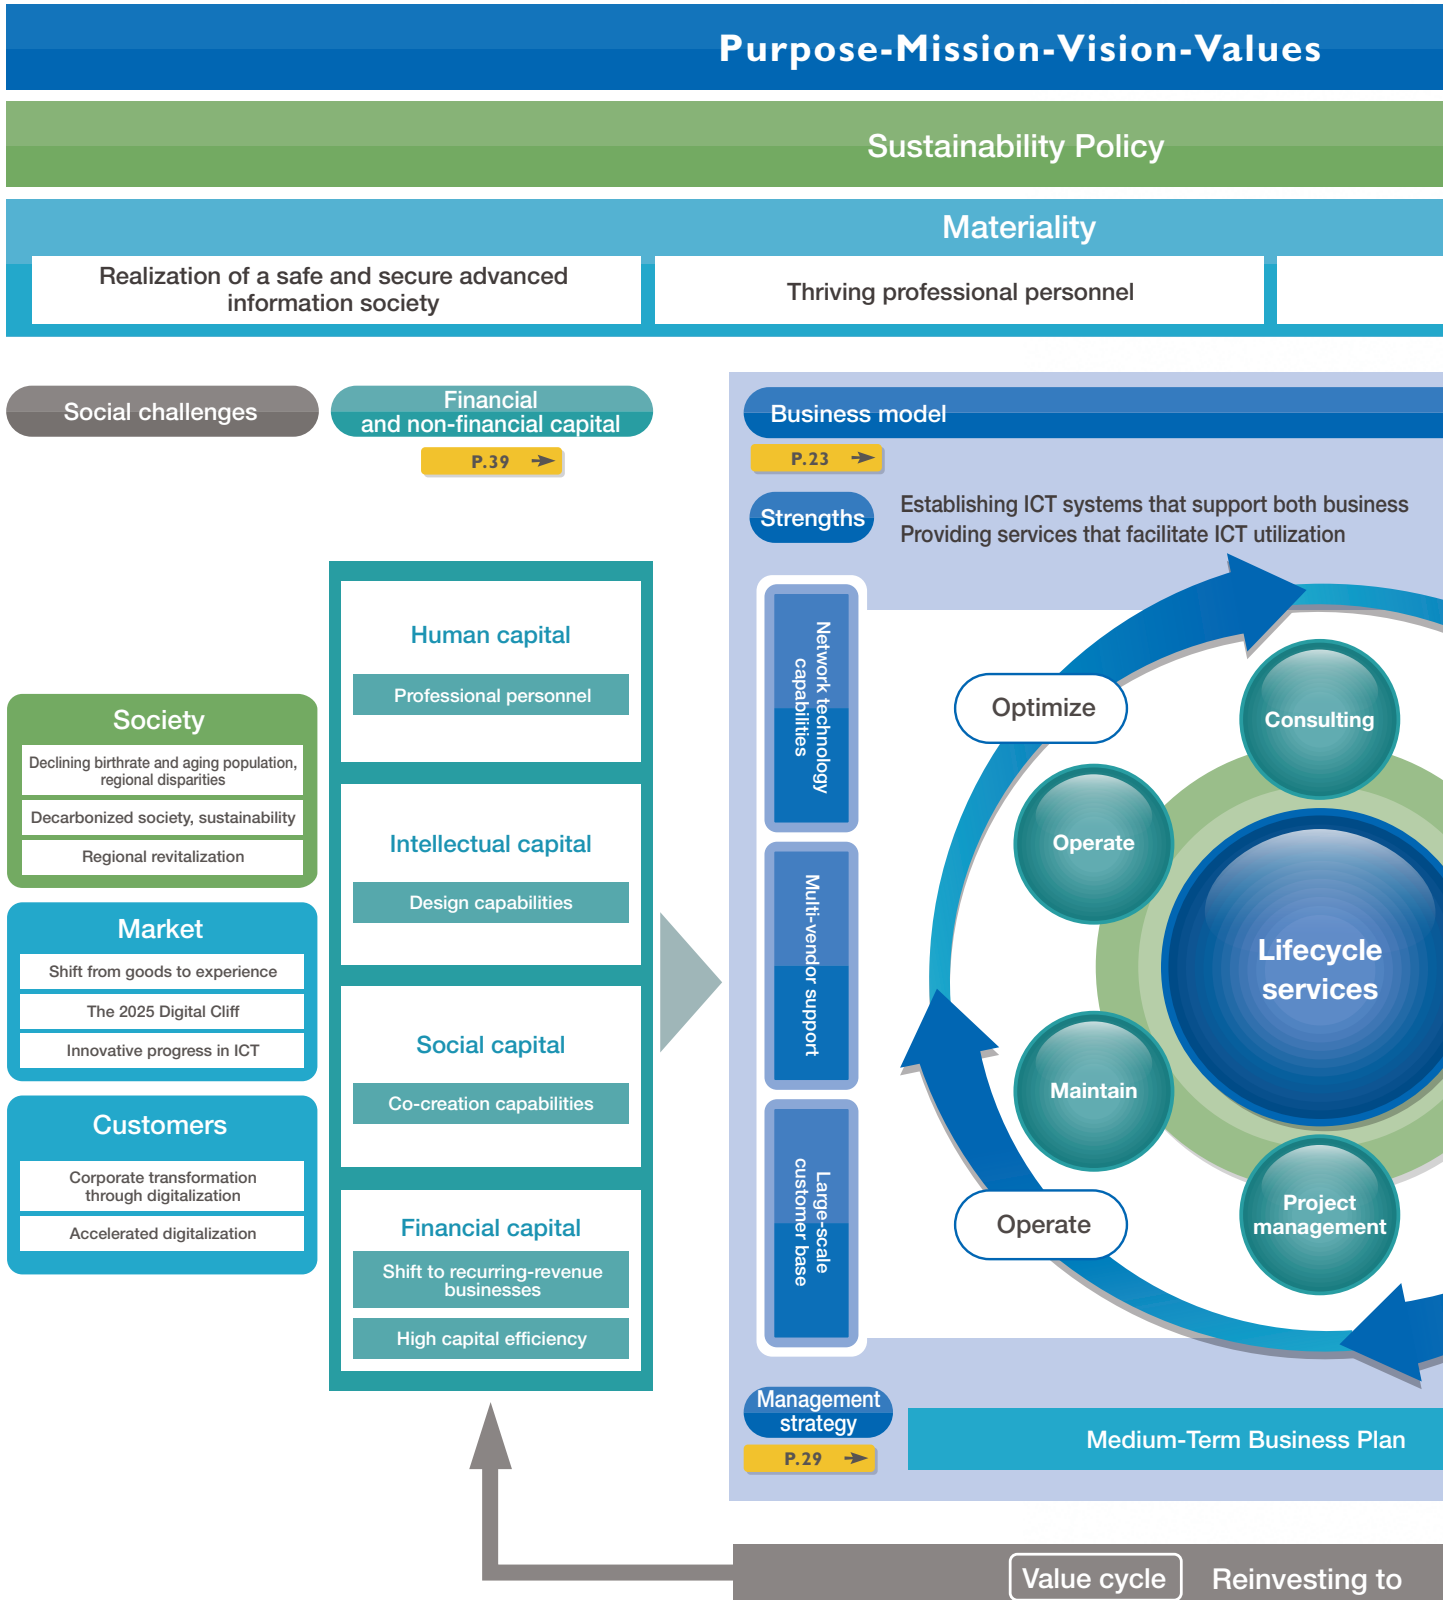 Purpose-Mission-Vision-Values
Sustainability Policy
Materiality
Realization of a safe and secure advanced
information society
Thriving professional personnel
Social challenges
Financial
and non-financial capital
P.39
Society
Declining birthrate and aging population,
regional disparities
Decarbonized society, sustainability
Regional revitalization
Market
Shift from goods to experience
The 2025 Digital Cliff
Innovative progress in ICT
Customers
Corporate transformation
through digitalization
Accelerated digitalization
Human capital
Professional personnel
Intellectual capital
Design capabilities
Social capital
Co-creation capabilities
Financial capital
Shift to recurring-revenue
businesses
High capital efficiency
Business model
P.23
Strengths
Establishing ICT systems that support both business
Providing services that facilitate ICT utilization
Network technology
capabilities
Multi-vendor support
Large-scale
customer base
Optimize
Consulting
Operate
Lifecycle
services
Maintain
Project
management
Operate
Management
strategy
P.29
Medium-Term Business Plan
Value cycle
Reinvesting to